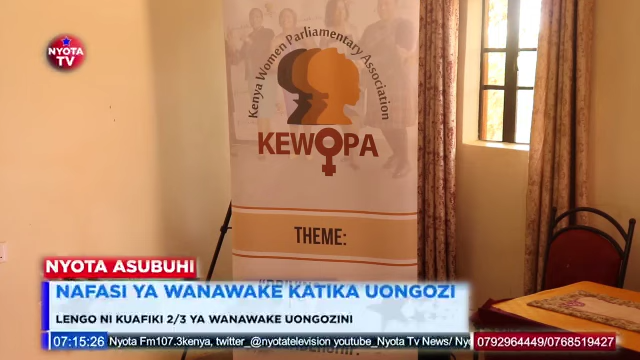 NYOTA
TV
Kenya Women Parliamentary Association
KEWOPA
THEME:
NYOTA ASUBUHI
NAFASI YA WANAWAKE KATIKA UONGOZI
LENGO NI KUAFIKI 2/3 YA WANAWAKE UONGOZINI
07:15:26 Nyota Fm107.3kenya, twitter_@nyotatelevision youtube_Nyota Tv News/ Ny 0792964449/0768519427